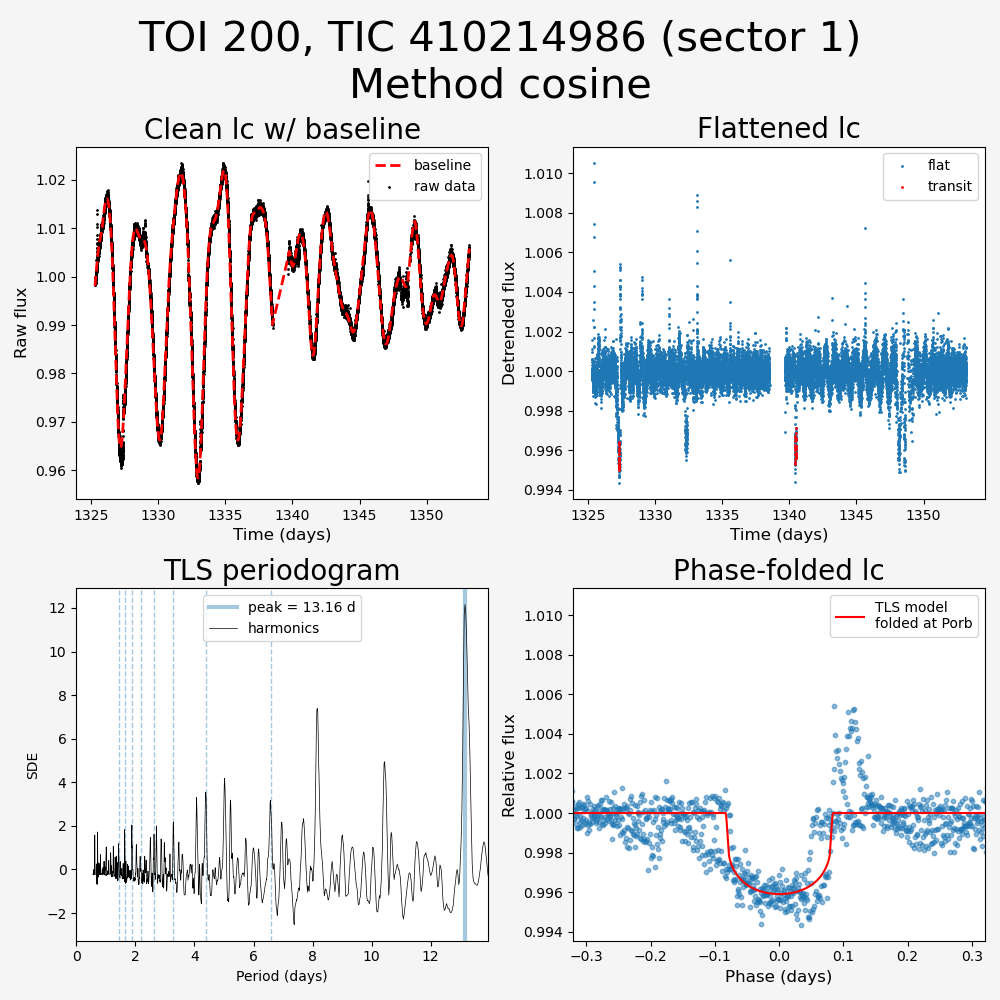 TOI 200, TIC 410214986 (sector 1)
Method cosine
Clean lc w/ baseline
baseline
raw data
1.02
1.01
1.00
0.99
0.98
0.97
0.96
Raw flux
1325
1330
1335
1340
1345
1350
Time (days)
Flattened lc
flat
transit
1.010
1.008
1.006
1.004
1.002
1.000
0.998
0.996
0.994
Detrended flux
1325
1330
1335
1340
1345
1350
Time (days)
TLS periodogram
peak = 13.16 d
harmonics
12
10
8
6
4
2
0
−2
SDE
0
2
4
6
8
10
12
Period (days)
Phase-folded lc
TLS model
folded at Porb
1.010
1.008
1.006
1.004
1.002
1.000
0.998
0.996
0.994
Relative flux
−0.3
−0.2
−0.1
0.0
0.1
0.2
0.3
Phase (days)